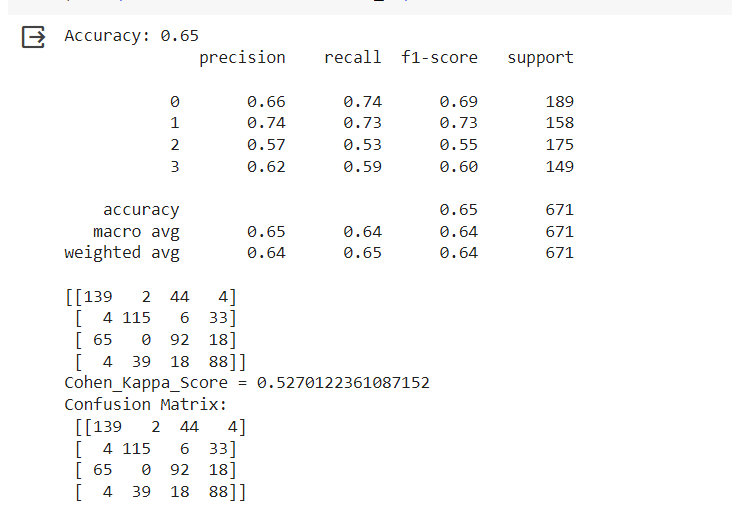 Accuracy: 0.65
precision recall f1-score support
0 0.66 0.74 0.69 189
1 0.74 0.73 0.73 158
2 0.57 0.53 0.55 175
3 0.62 0.59 0.60 149
accuracy 0.65 671
macro avg 0.65 0.64 0.64 671
weighted avg 0.64 0.65 0.64 671
[[139 2 44 4]
[ 4 115 6 33]
[ 65 0 92 18]
[ 4 39 18 88]]
Cohen_Kappa_Score = 0.5270122361087152
Confusion Matrix:
[[139 2 44 4]
[ 4 115 6 33]
[ 65 0 92 18]
[ 4 39 18 88]]